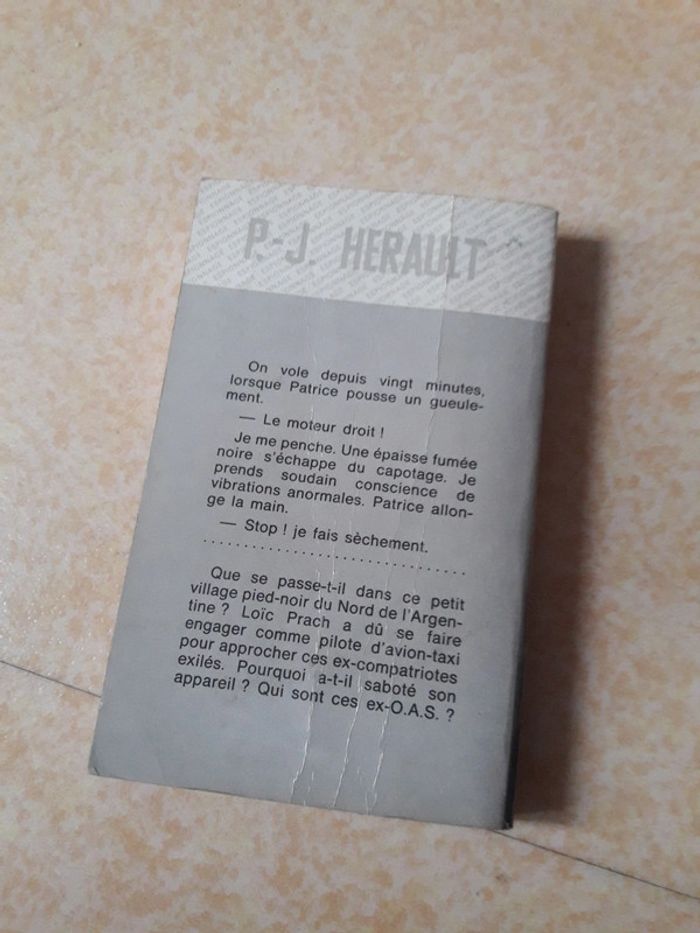 P.-J. HERAULT
On vole depuis vingt minutes,
lorsque Patrice pousse un gueule-
ment.
— Le moteur droit !
Je me penche. Une épaisse fumée
noire s'échappe du capotage. Je
prends soudain conscience de
vibrations anormales. Patrice allon-
ge la main.
— Stop ! je fais sèchement.
. . . . . . . . . . . . . . . . . . . . . . . . . . . . . . . .
Que se passe-t-il dans ce petit
village pied-noir du Nord de l'Argen-
tine ? Loïc Prach a dû se faire
engager comme pilote d'avion-taxi
pour approcher ces ex-compatriotes
exilés. Pourquoi a-t-il saboté son
appareil ? Qui sont ces ex-O.A.S. ?